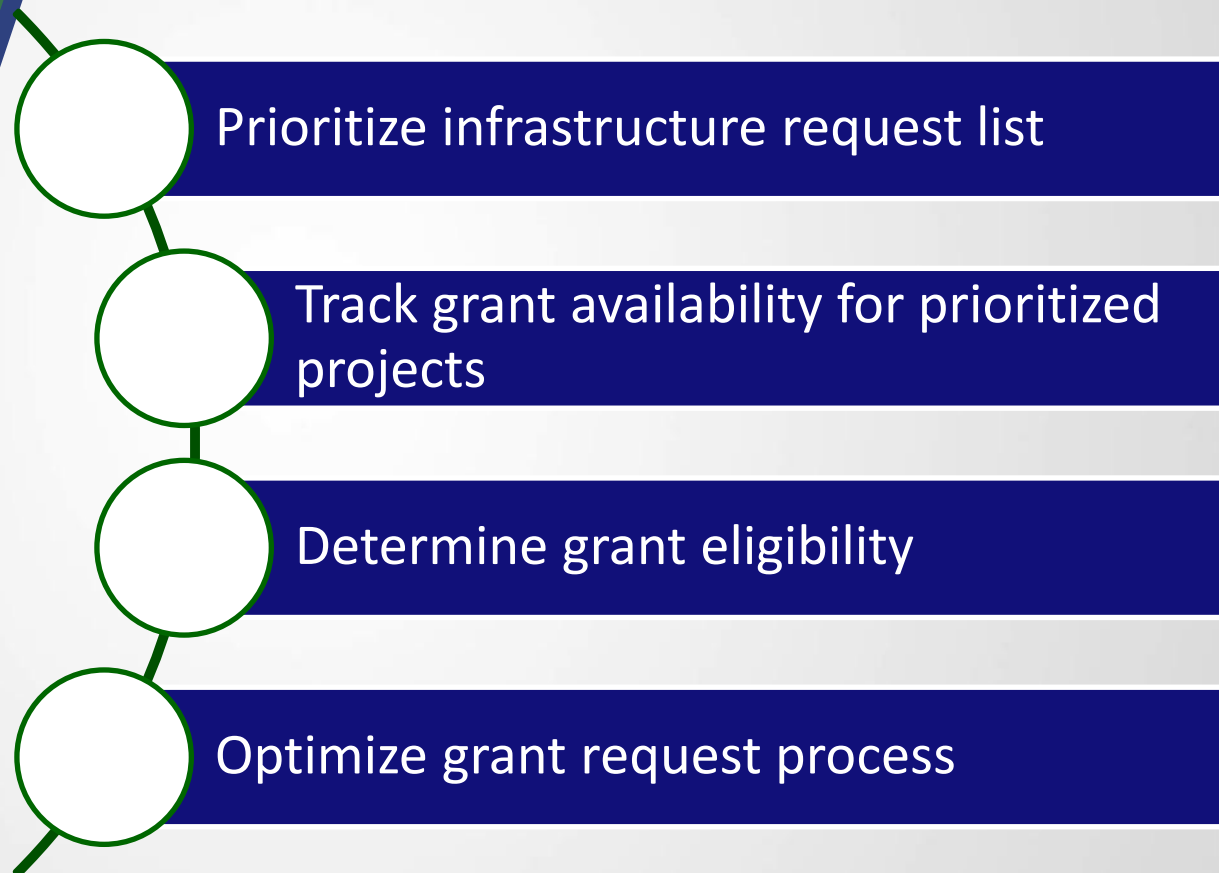 Prioritize infrastructure request list
Track grant availability for prioritized
projects
Determine grant eligibility
Optimize grant request process